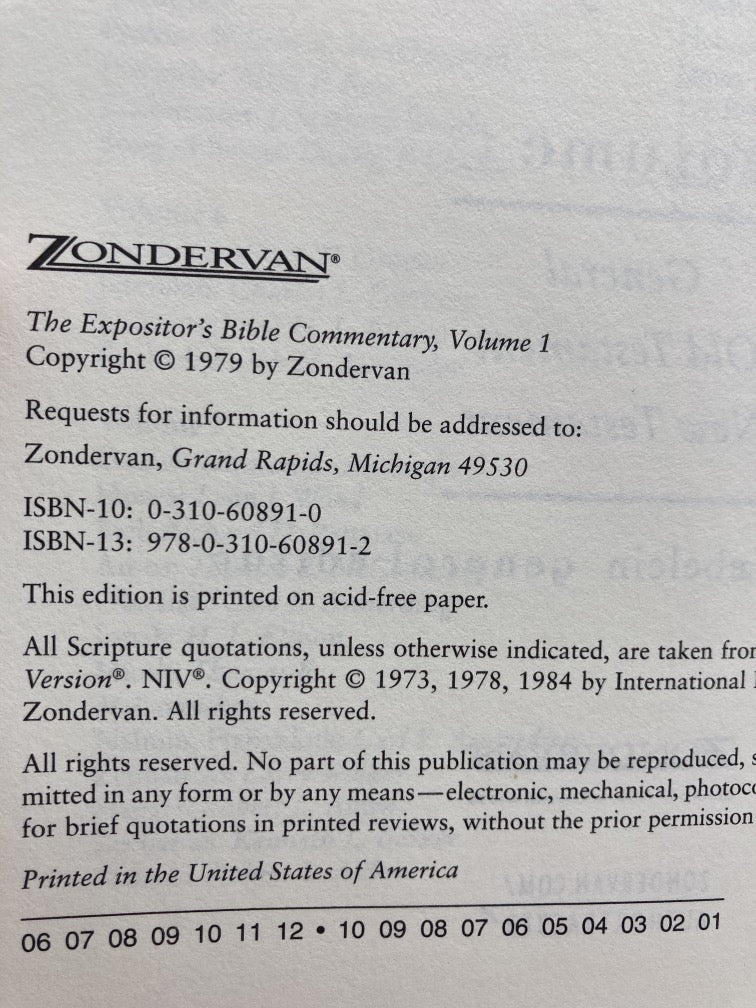 ZONDERVAN®
The Expositor's Bible Commentary, Volume 1
Copyright © 1979 by Zondervan
Requests for information should be addressed to:
Zondervan, Grand Rapids, Michigan 49530
ISBN-10: 0-310-60891-0
ISBN-13: 978-0-310-60891-2
This edition is printed on acid-free paper.
All Scripture quotations, unless otherwise indicated, are taken from
Version®. NIV®. Copyright © 1973, 1978, 1984 by International
Zondervan. All rights reserved.
All rights reserved. No part of this publication may be reproduced,
mitted in any form or by any means—electronic, mechanical,
for brief quotations in printed reviews, without the prior permission
Printed in the United States of America
06 07 08 09 10 11 12 • 10 09 08 07 06 05 04 03 02 01